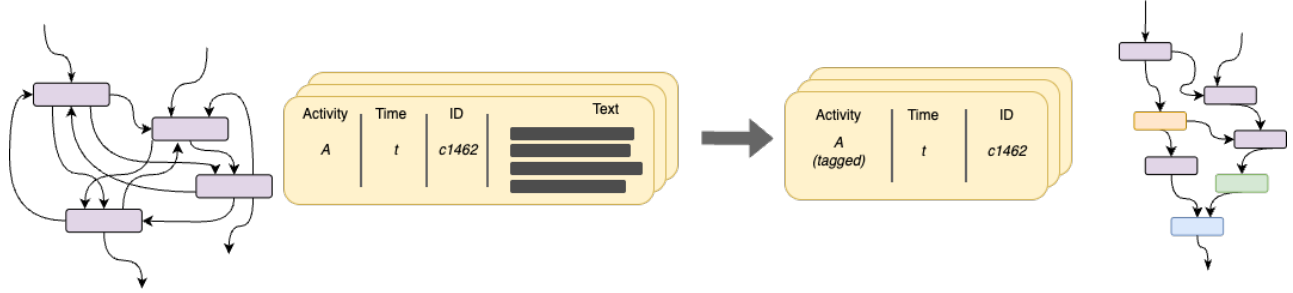 Activity Time ID Text
A t c1462
Activity Time ID
A t c1462
(tagged)